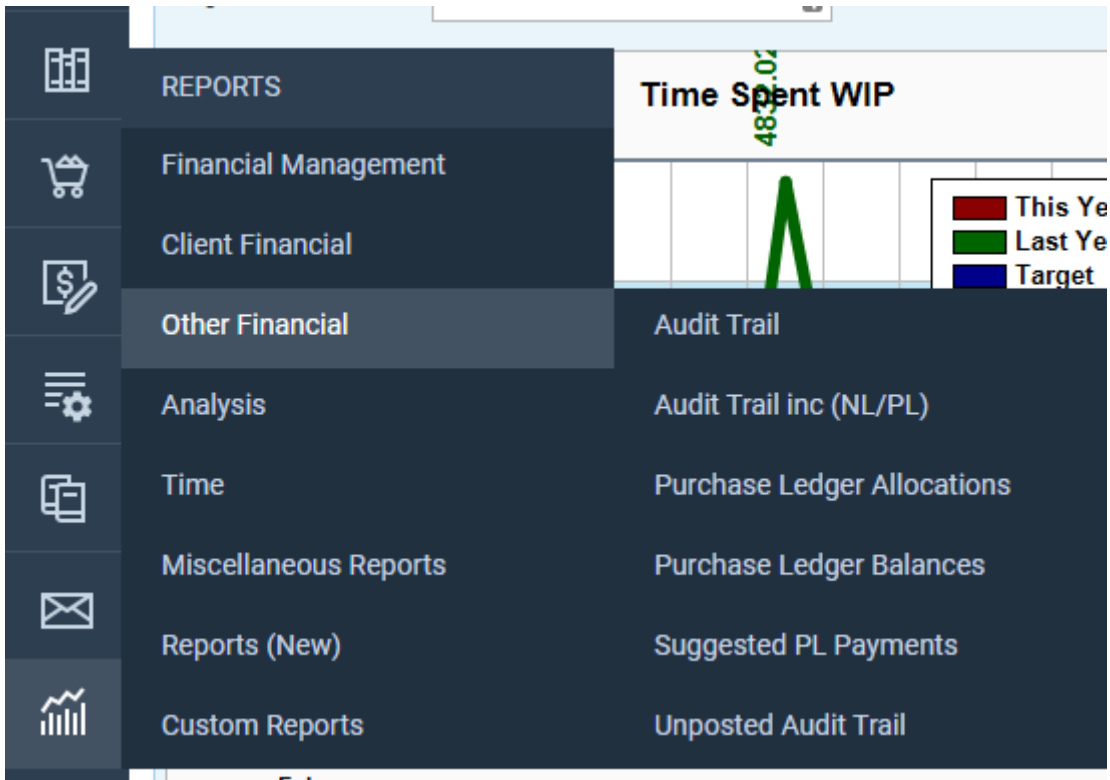 REPORTS
Financial Management
Client Financial
Other Financial
Analysis
Time
Miscellaneous Reports
Reports (New)
Custom Reports
Time Spent WIP
This Ye
Last Ye
Target
Audit Trail
Audit Trail inc (NL/PL)
Purchase Ledger Allocations
Purchase Ledger Balances
Suggested PL Payments
Unposted Audit Trail